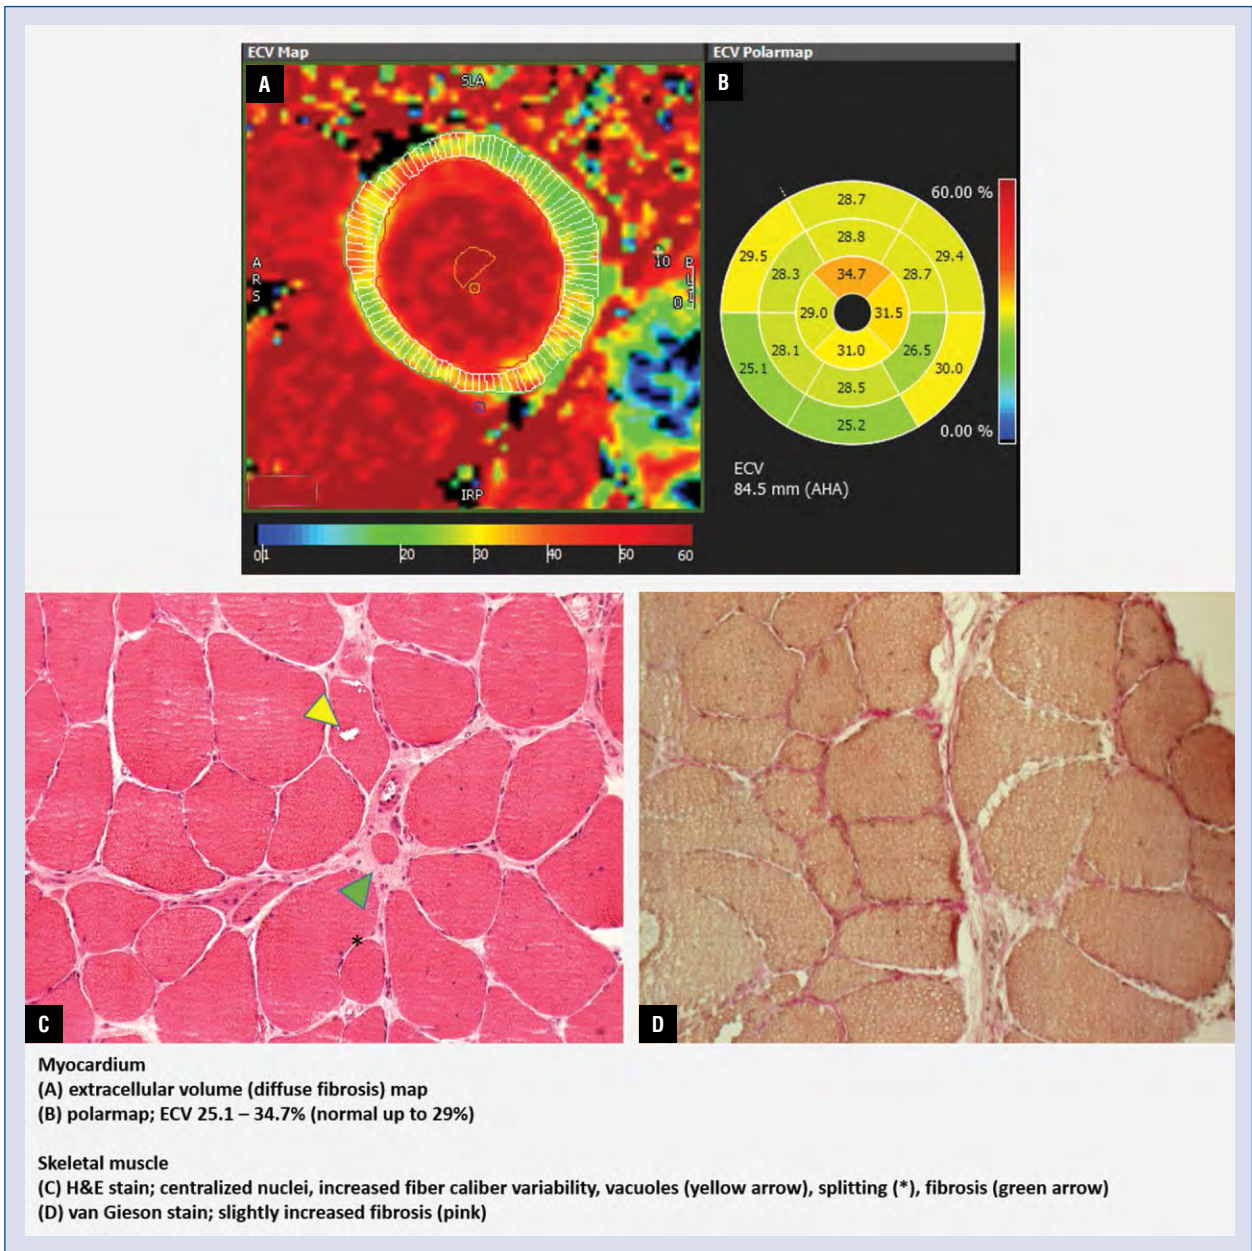 ECV Map
ECV Polarmap
A
B
SLA
A
R
S
10
0
P
L
I
IRP
0
1
20
30
40
50
60
60.00 %
0.00 %
28.7
29.5
29.4
28.8
28.3
28.7
34.7
29.0
31.5
31.0
28.1
26.5
25.1
30.0
28.5
25.2
ECV
84.5 mm (AHA)
*
C
D
Myocardium
(A) extracellular volume (diffuse fibrosis) map
(B) polarmap; ECV 25.1 – 34.7% (normal up to 29%)
Skeletal muscle
(C) H&E stain; centralized nuclei, increased fiber caliber variability, vacuoles (yellow arrow), splitting (*), fibrosis (green arrow)
(D) van Gieson stain; slightly increased fibrosis (pink)